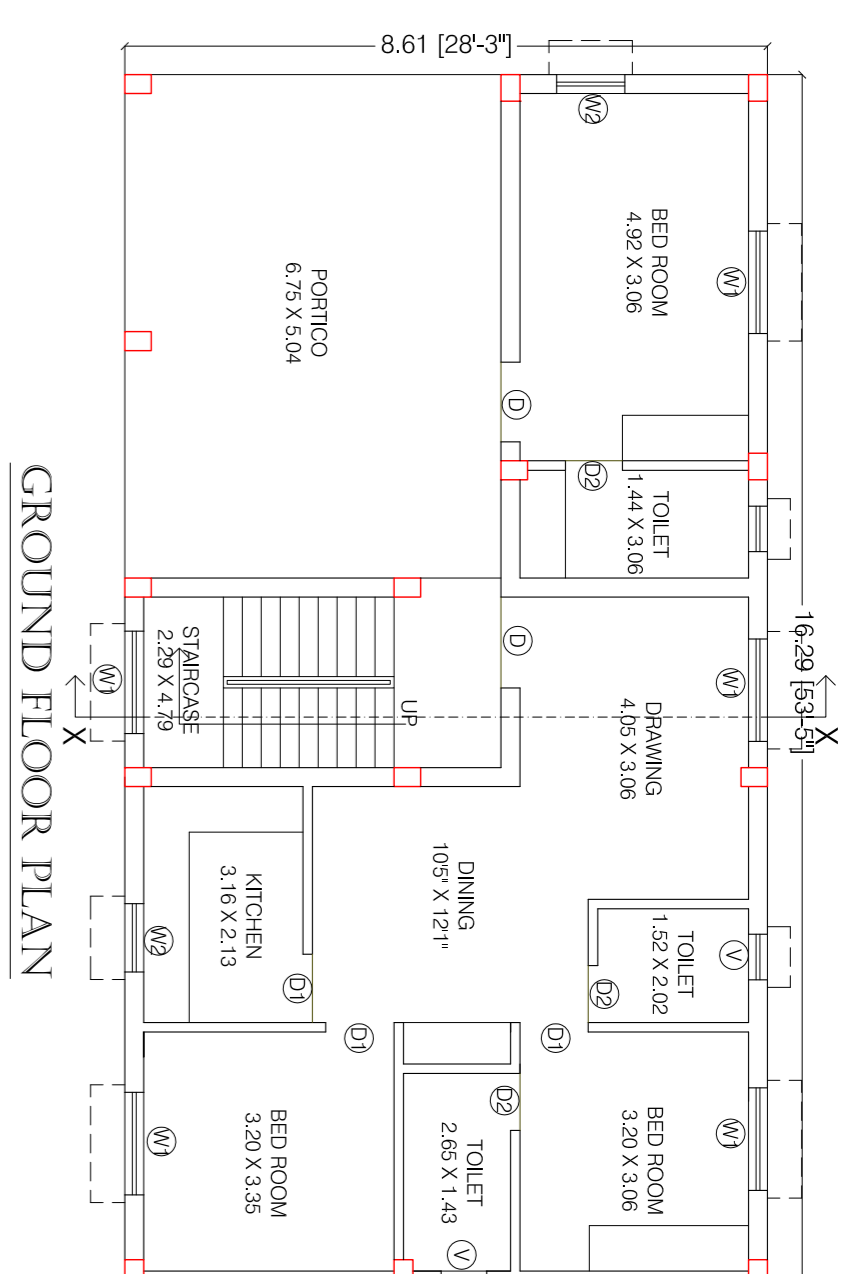 GROUND FLOOR PLAN
8.61 [28'-3"]
16.29 [53'-5"]
W2
W1
BED ROOM
4.92 X 3.06
PORTICO
6.75 X 5.04
D
D2
TOILET
1.44 X 3.06
STAIRCASE
2.29 X 4.79
W1
UP
D
W1
DRAWING
4.05 X 3.06
X
X
KITCHEN
3.16 X 2.13
W2
D1
DINING
10'5" X 12'1"
TOILET
1.52 X 2.02
V
D2
D1
D1
BED ROOM
3.20 X 3.35
W1
D2
TOILET
2.65 X 1.43
V
BED ROOM
3.20 X 3.06
W1